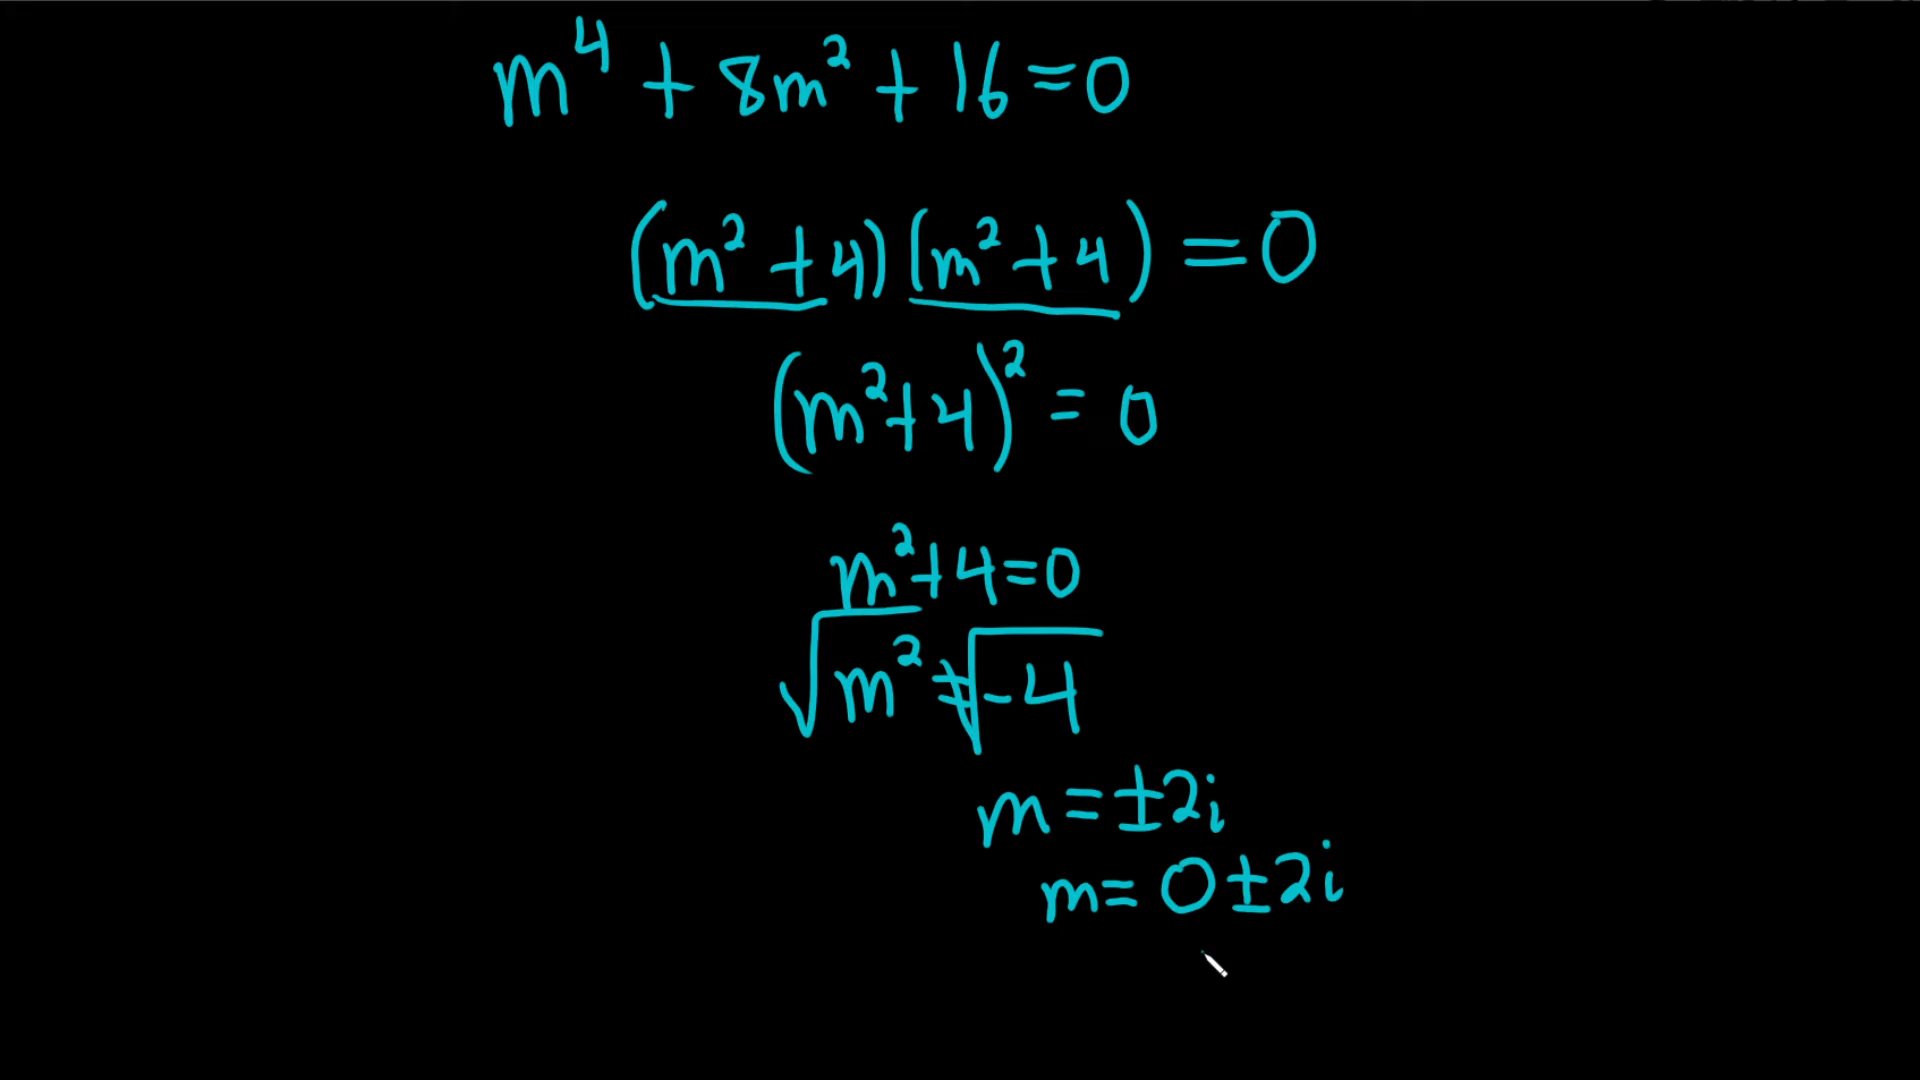 m⁴ + 8m² + 16 = 0
(m² + 4)(m² + 4) = 0
(m² + 4)² = 0
m² + 4 = 0
√m² = √-4
m = ±2i
m = 0 ± 2i